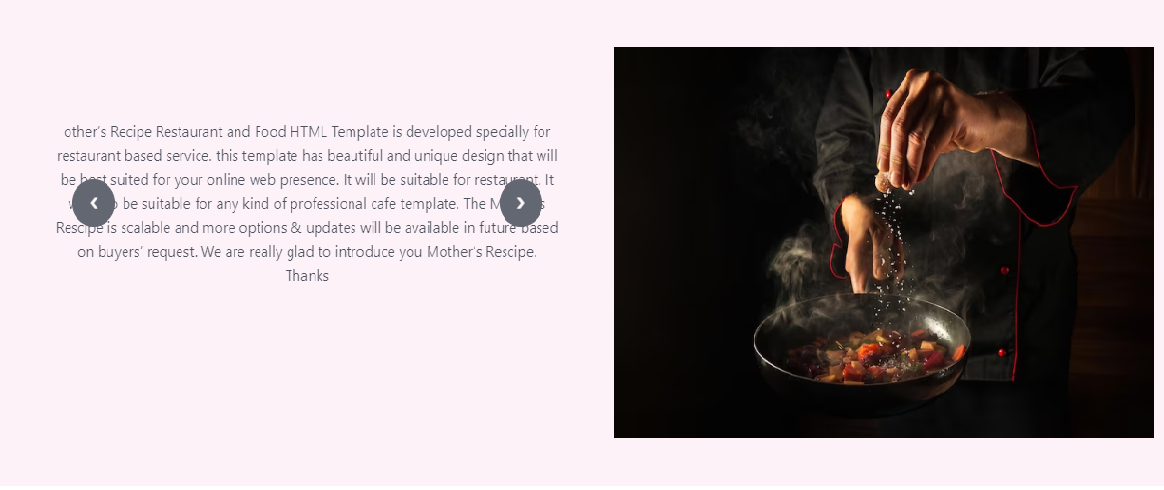 other's Recipe Restaurant and Food HTML Template is developed specially for
restaurant based service. this template has beautiful and unique design that will
be best suited for your online web presence. It will be suitable for restaurant. It
be suitable for any kind of professional cafe template. The
Rescipe is scalable and more options & updates will be available in future based
on buyers' request. We are really glad to introduce you Mother's Rescipe.
Thanks